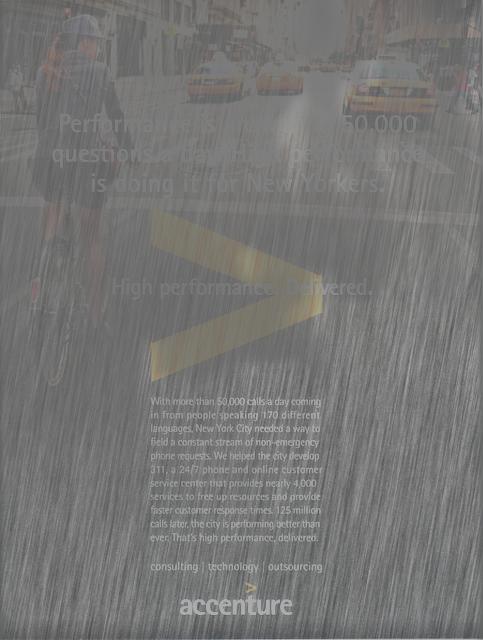 Performance is 50,000
questions a day. High performance
is doing it for New Yorkers.
High performance. Delivered.
With more than 50,000 calls a day coming
in from people speaking 170 different
languages, New York City needed a way to
field a constant stream of non-emergency
phone requests. We helped the city develop
311, a 24/7 phone and online customer
service center that provides nearly 4,000
services to free up resources and provide
faster customer response times. 125 million
calls later, the city is performing better than
ever. That's high performance, delivered.
consulting | technology | outsourcing
>
accenture